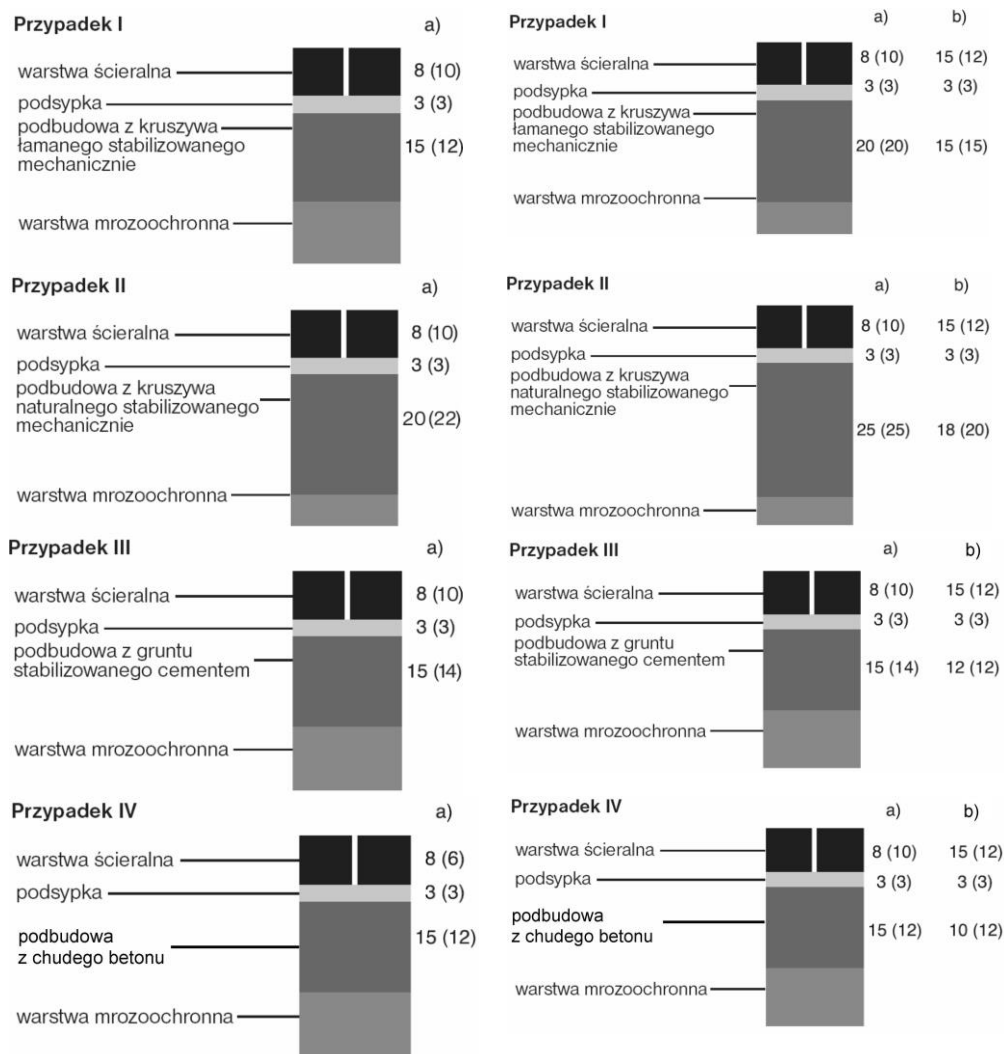 Przypadek I
a)
warstwa ścieralna
8 (10)
podsypka
3 (3)
podbudowa z kruszywa
łamanego stabilizowanego
mechanicznie
15 (12)
warstwa mrozoochronna
Przypadek I
a) b)
warstwa ścieralna
8 (10) 15 (12)
podsypka
3 (3) 3 (3)
podbudowa z kruszywa
łamanego stabilizowanego
mechanicznie
20 (20) 15 (15)
warstwa mrozoochronna
Przypadek II
a)
warstwa ścieralna
8 (10)
podsypka
3 (3)
podbudowa z kruszywa
naturalnego stabilizowanego
mechanicznie
20 (22)
warstwa mrozoochronna
Przypadek II
a) b)
warstwa ścieralna
8 (10) 15 (12)
podsypka
3 (3) 3 (3)
podbudowa z kruszywa
naturalnego stabilizowanego
mechanicznie
25 (25) 18 (20)
warstwa mrozoochronna
Przypadek III
a)
warstwa ścieralna
8 (10)
podsypka
3 (3)
podbudowa z gruntu
stabilizowanego cementem
15 (14)
warstwa mrozoochronna
Przypadek III
a) b)
warstwa ścieralna
8 (10) 15 (12)
podsypka
3 (3) 3 (3)
podbudowa z gruntu
stabilizowanego cementem
15 (14) 12 (12)
warstwa mrozoochronna
Przypadek IV
a)
warstwa ścieralna
8 (6)
podsypka
3 (3)
podbudowa
z chudego betonu
15 (12)
warstwa mrozoochronna
Przypadek IV
a) b)
warstwa ścieralna
8 (10) 15 (12)
podsypka
3 (3) 3 (3)
podbudowa
z chudego betonu
15 (12) 10 (12)
warstwa mrozoochronna